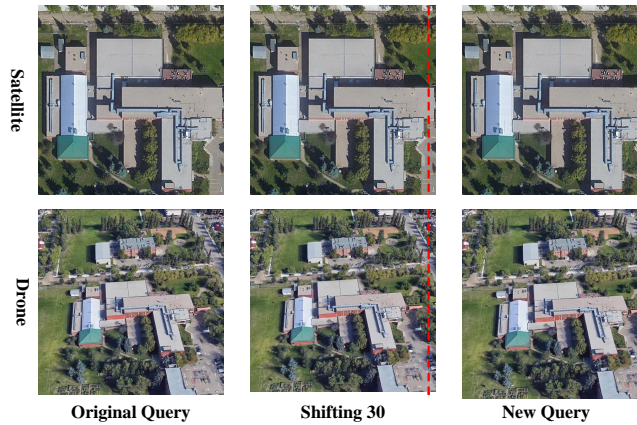 Satellite
Drone
Original Query
Shifting 30
New Query